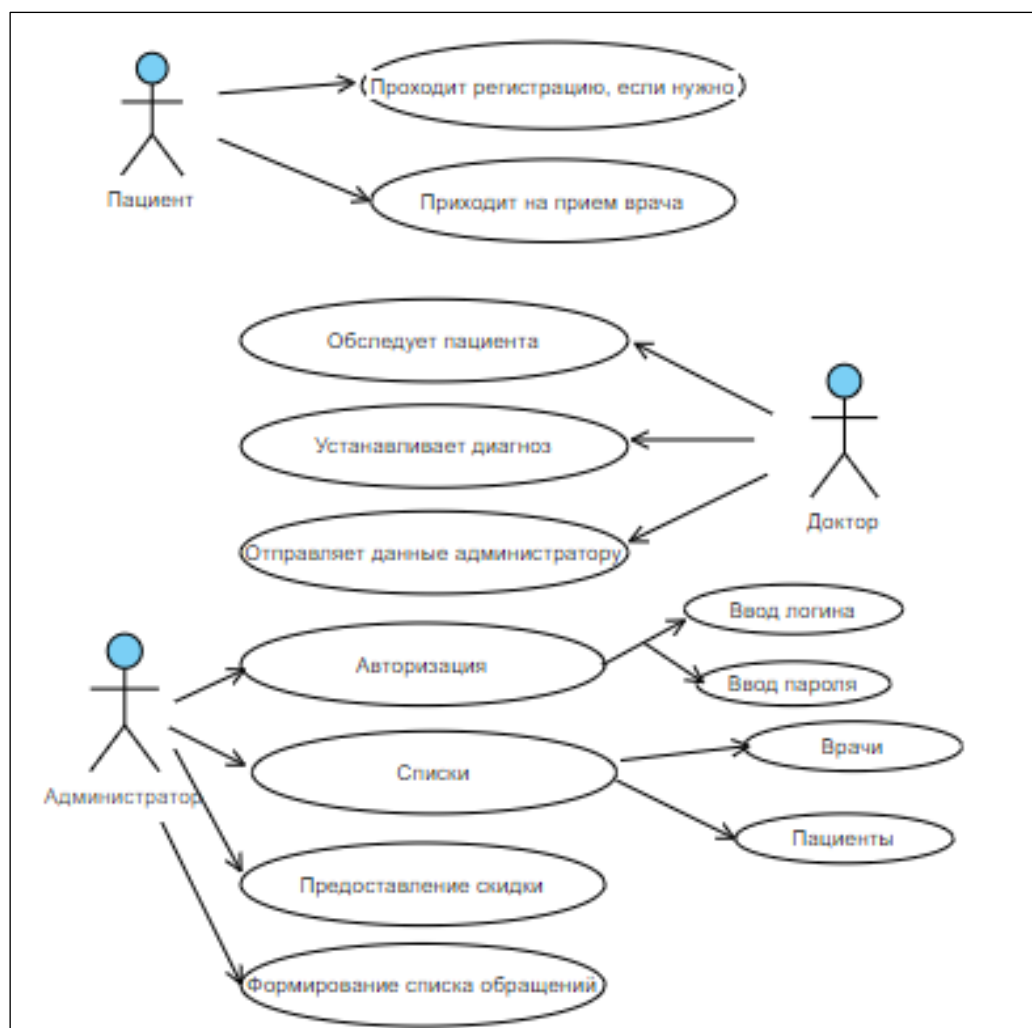 Проходит регистрацию, если нужно
Пациент
Приходит на прием врача
Обследует пациента
Устанавливает диагноз
Доктор
Отправляет данные администратору
Ввод логина
Авторизация
Ввод пароля
Врачи
Списки
Администратор
Пациенты
Предоставление скидки
Формирование списка обращений